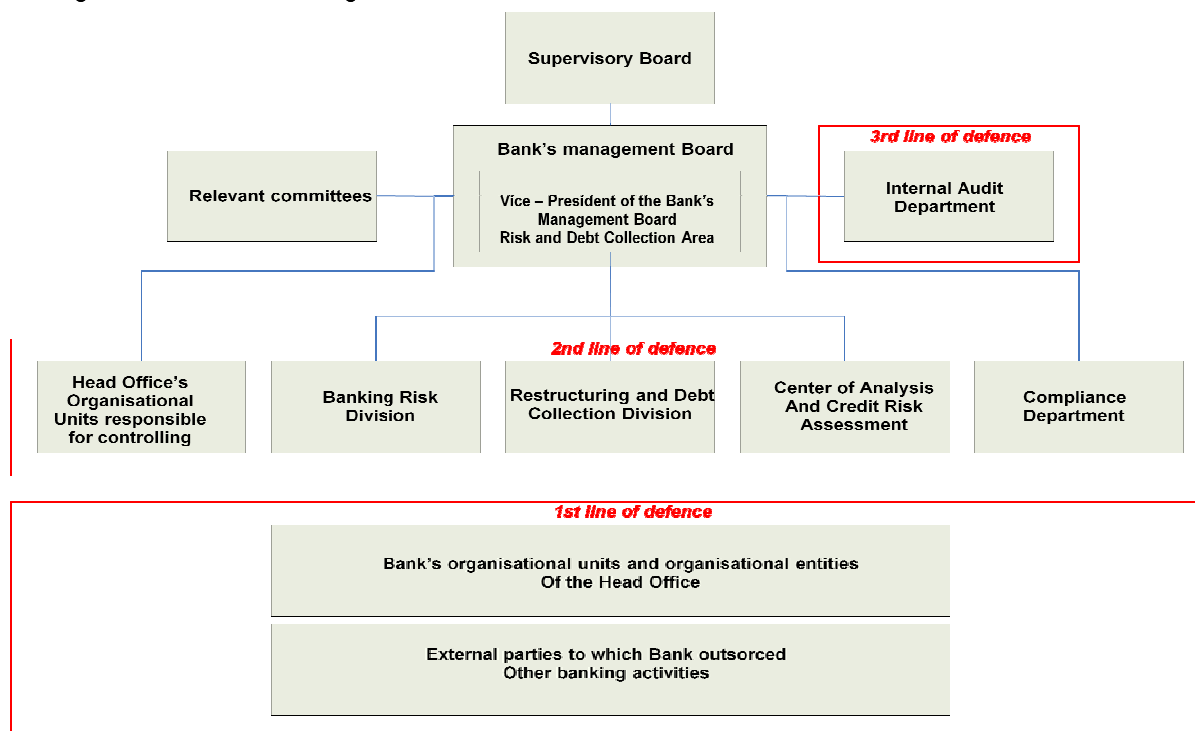 Supervisory Board
Bank’s management Board
Vice – President of the Bank’s
Management Board
Risk and Debt Collection Area
Relevant committees
3rd line of defence
Internal Audit
Department
2nd line of defence
Head Office’s
Organisational
Units responsible
for controlling
Banking Risk
Division
Restructuring and Debt
Collection Division
Center of Analysis
And Credit Risk
Assessment
Compliance
Department
1st line of defence
Bank’s organisational units and organisational entities
Of the Head Office
External parties to which Bank outsorced
Other banking activities